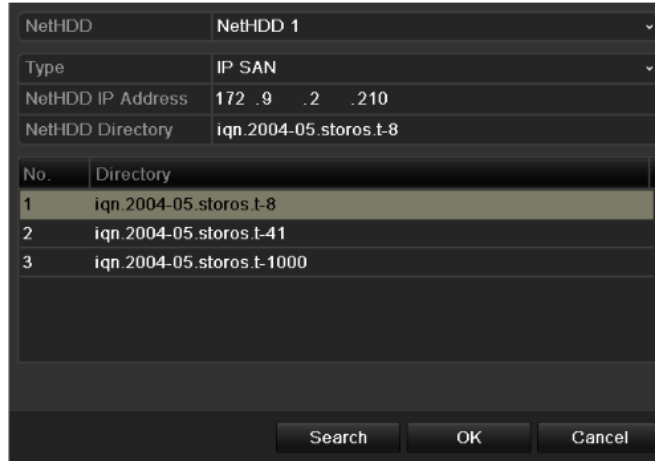 NetHDD NetHDD 1
Type IP SAN
NetHDD IP Address 172 .9 .2 .210
NetHDD Directory iqn.2004-05.storos.t-8
No. Directory
1 iqn.2004-05.storos.t-8
2 iqn.2004-05.storos.t-41
3 iqn.2004-05.storos.t-1000
Search OK Cancel